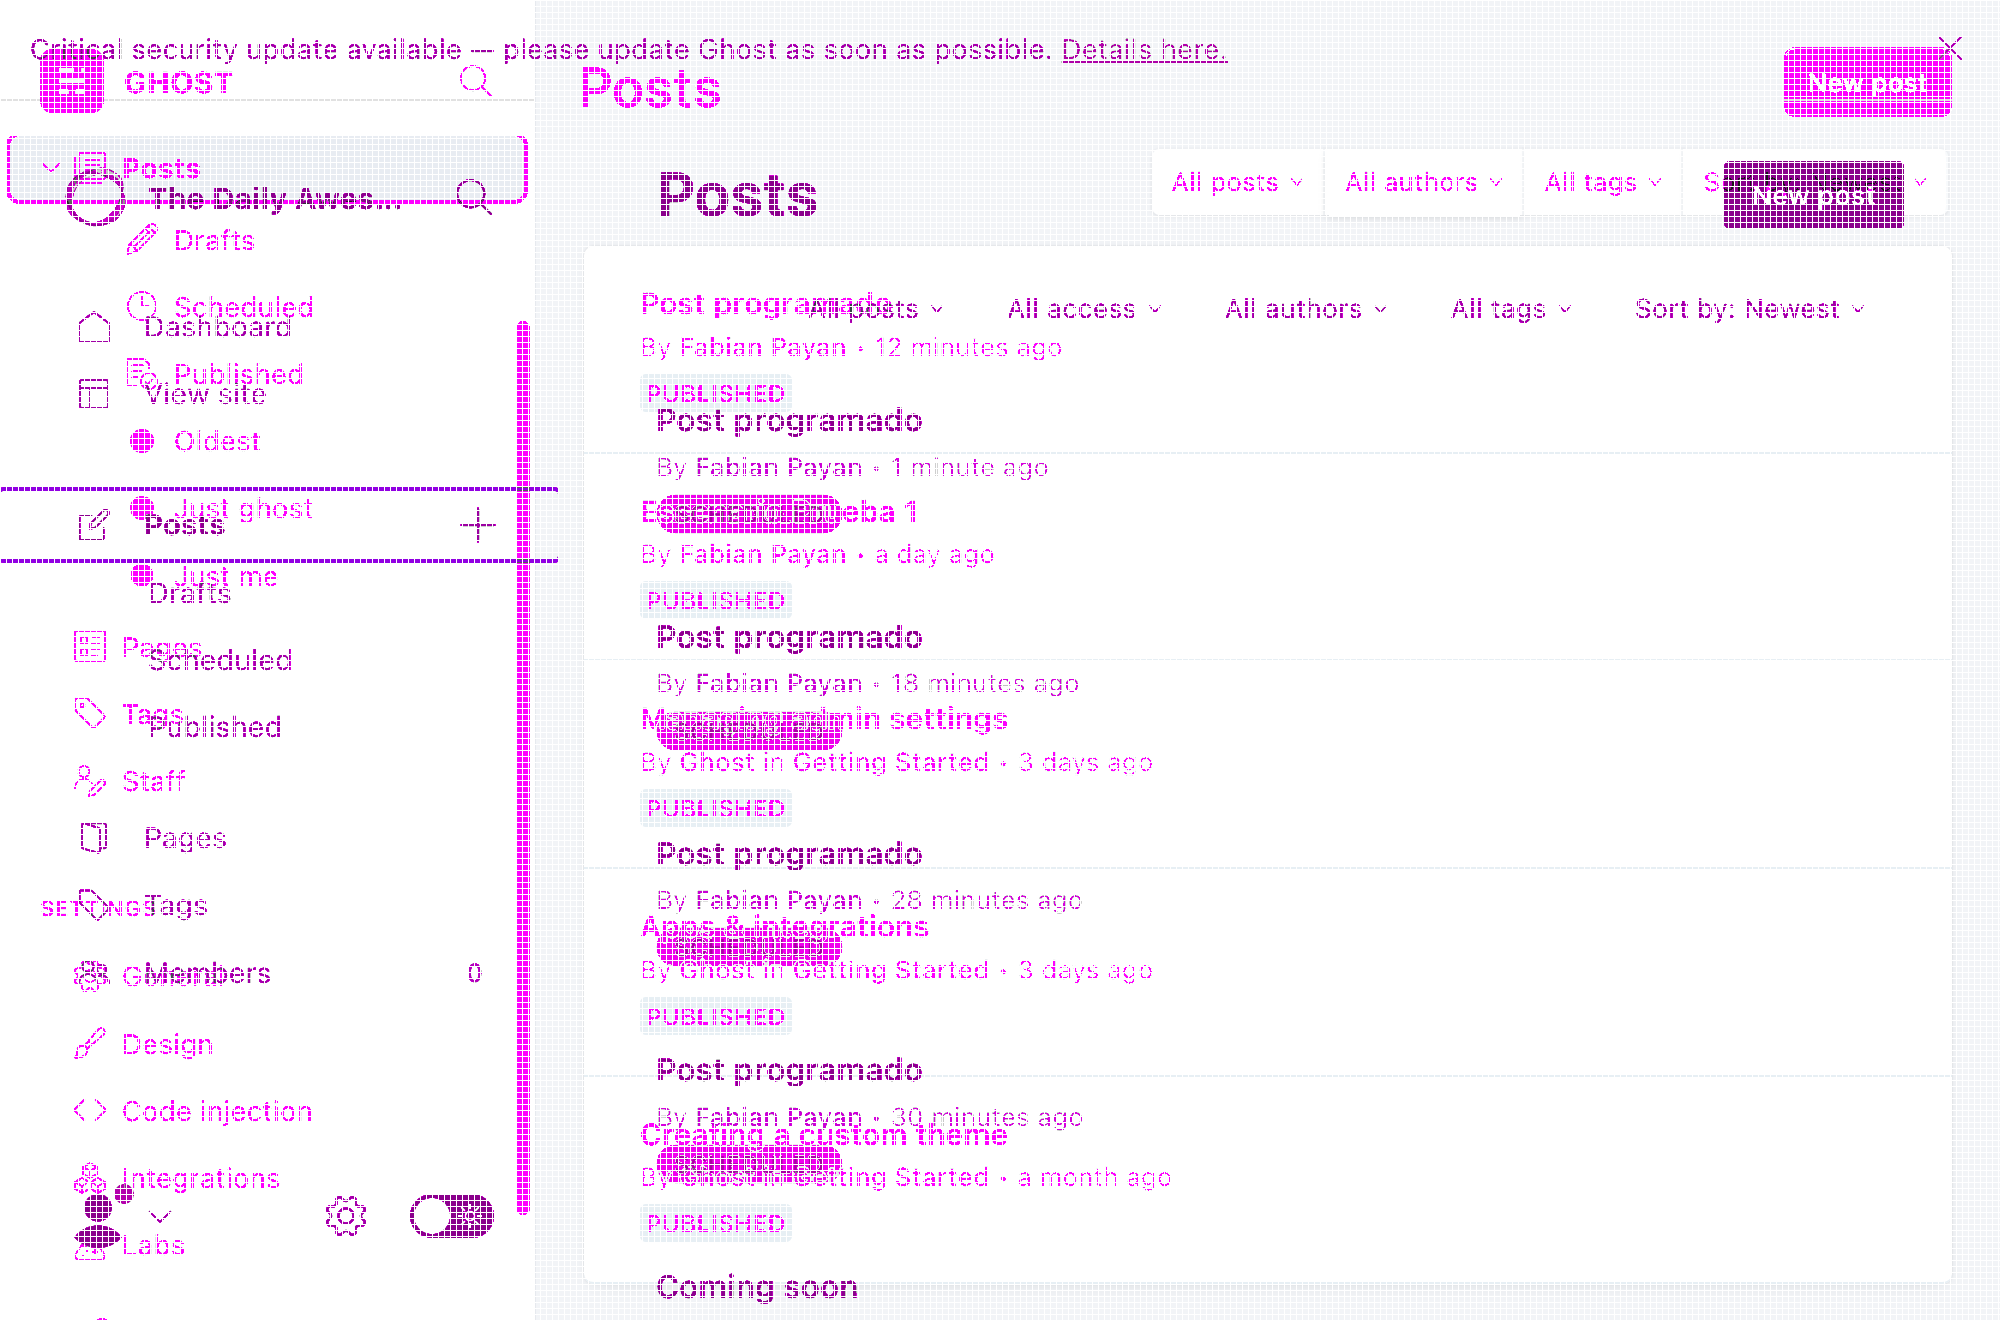 Critical security update available — please update Ghost as soon as possible. Details here.
GHOST
Posts
New post
Posts
The Daily Awes...
Posts
All posts
All authors
All tags
New post
Drafts
Scheduled
Dashboard
Published
View site
Oldest
Just ghost
Posts
Just me
Drafts
Pages
Scheduled
Tags
Published
Staff
Pages
SETTINGS
Tags
Members
0
Design
Code injection
Integrations
Labs
Post programado
All posts
All access
All authors
All tags
Sort by: Newest
By Fabian Payan • 12 minutes ago
PUBLISHED
Post programado
By Fabian Payan • 1 minute ago
By Fabian Payan • a day ago
PUBLISHED
Post programado
By Fabian Payan • 18 minutes ago
Managing admin settings
By Ghost in Getting Started • 3 days ago
PUBLISHED
Post programado
By Fabian Payan • 28 minutes ago
Apps & integrations
By Ghost in Getting Started • 3 days ago
PUBLISHED
Post programado
By Fabian Payan • 30 minutes ago
Creating a custom theme
By Ghost in Getting Started • a month ago
PUBLISHED
Coming soon